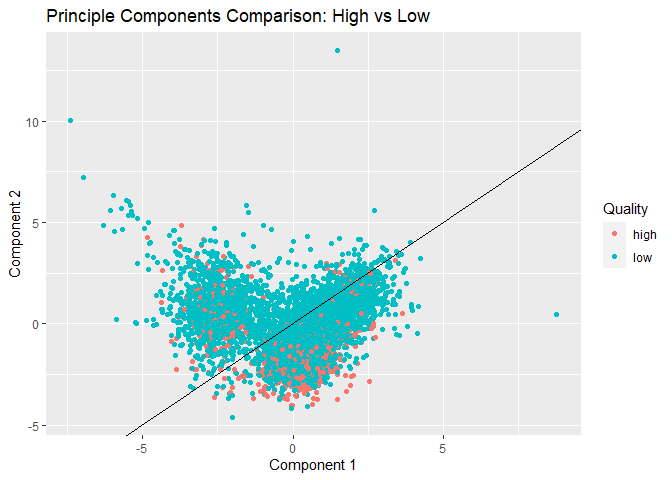 Principle Components Comparison: High vs Low
Component 2
10
5
0
-5
-5
0
5
Component 1
Quality
high
low